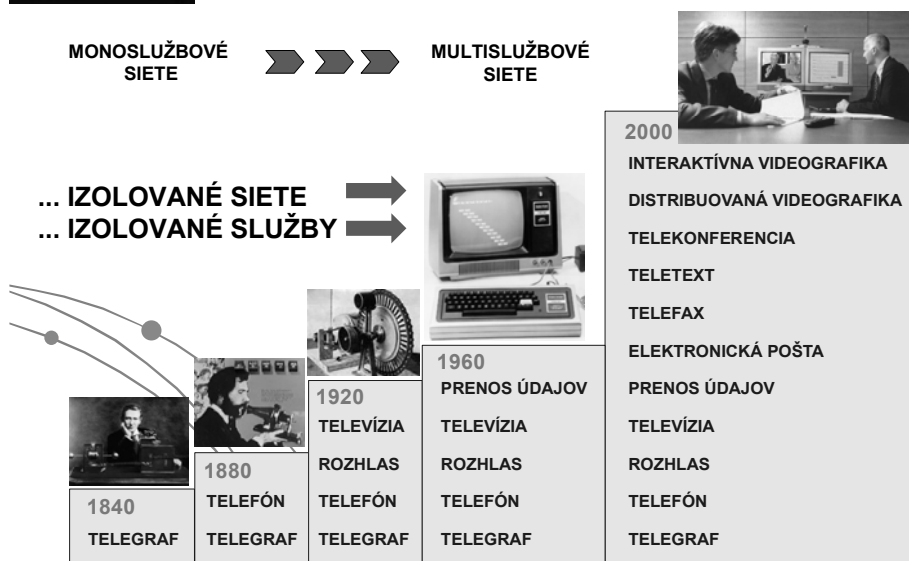 MONOSLUŽBOVÉ
SIETE
MULTISLUŽBOVÉ
SIETE
... IZOLOVANÉ SIETE
... IZOLOVANÉ SLUŽBY
1840
TELEGRAF
1880
TELEFÓN
TELEGRAF
1920
TELEVÍZIA
ROZHLAS
TELEFÓN
TELEGRAF
1960
PRENOS ÚDAJOV
TELEVÍZIA
ROZHLAS
TELEFÓN
TELEGRAF
2000
INTERAKTÍVNA VIDEOGRAFIKA
DISTRIBUOVANÁ VIDEOGRAFIKA
TELEKONFERENCIA
TELETEXT
TELEFAX
ELEKTRONICKÁ POŠTA
PRENOS ÚDAJOV
TELEVÍZIA
ROZHLAS
TELEFÓN
TELEGRAF